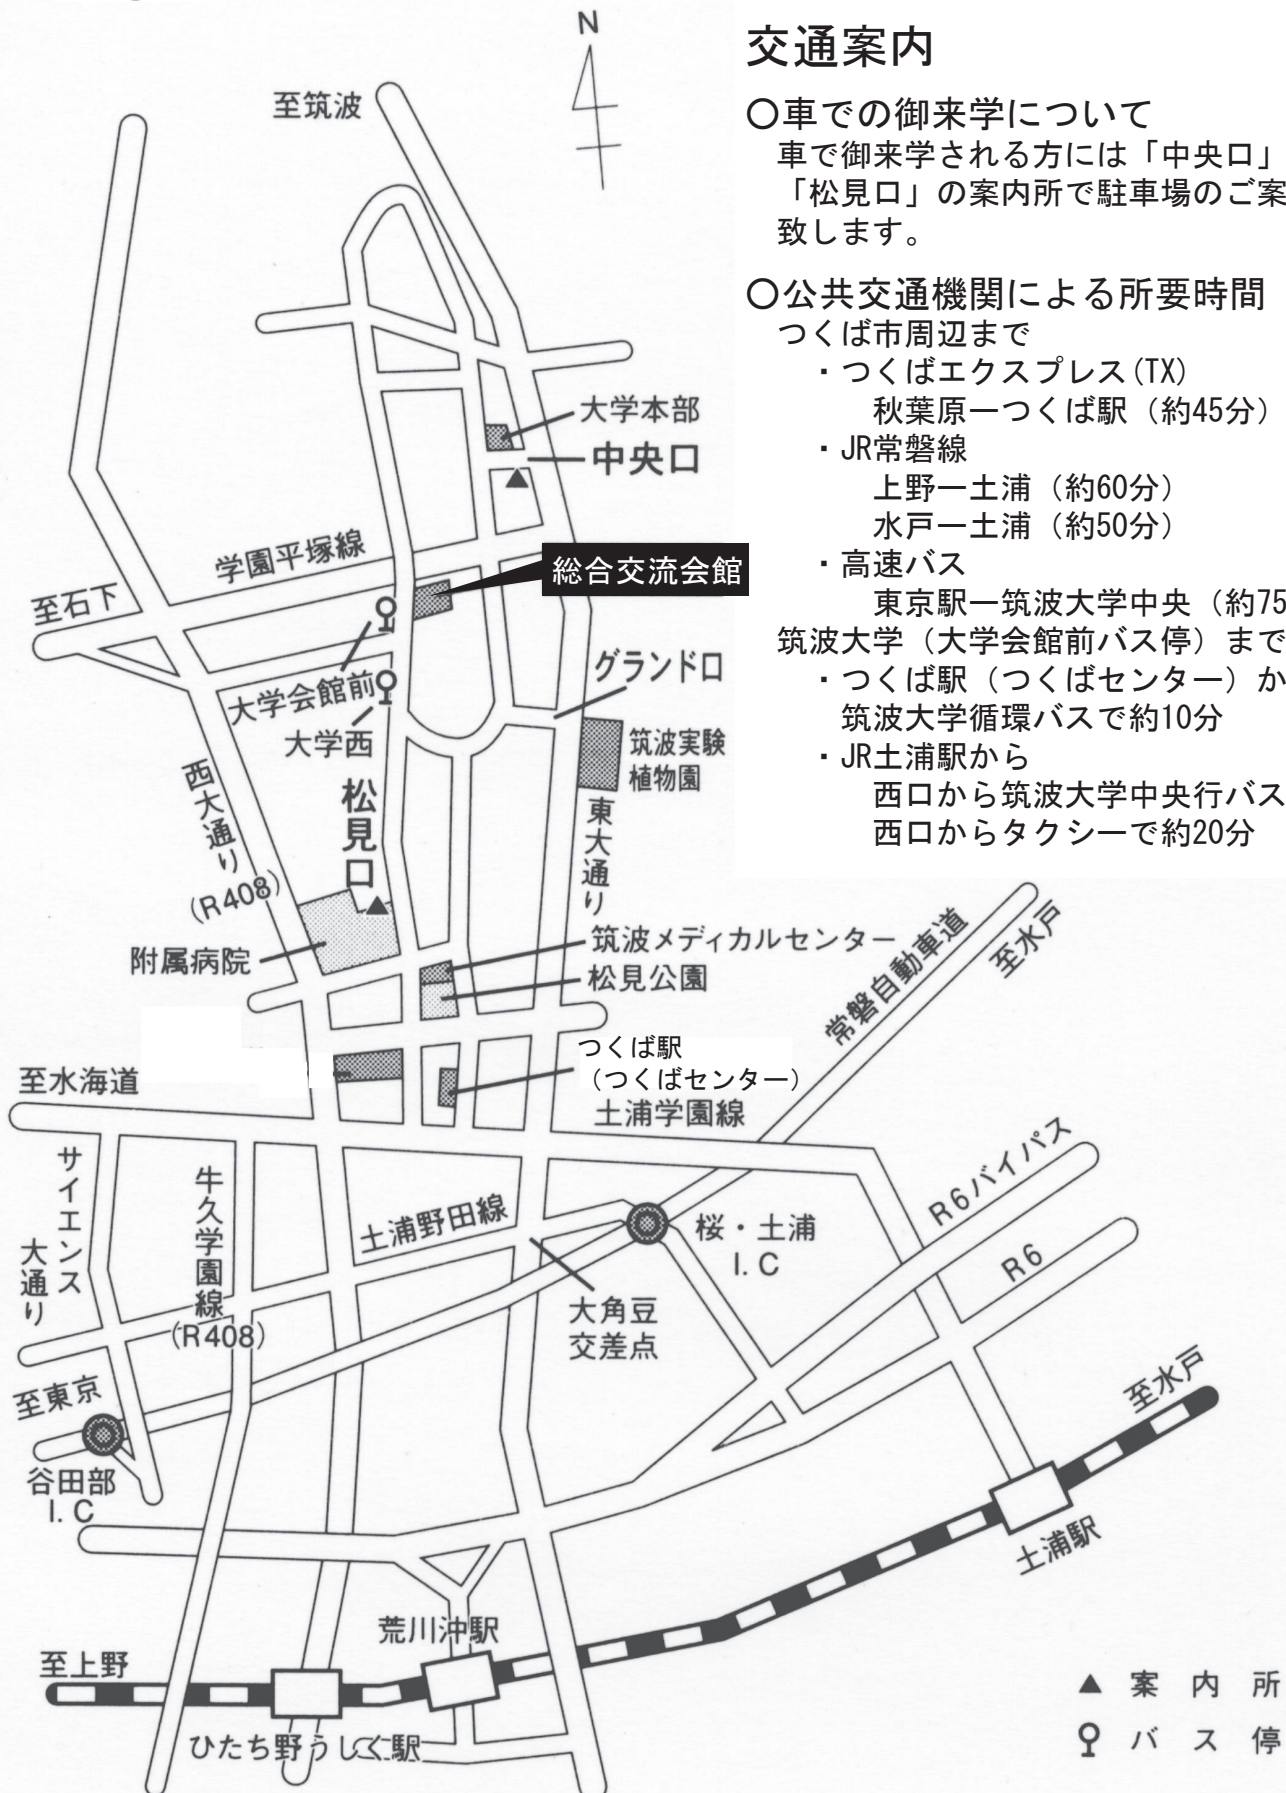 N
交通案内
至筑波
〇車での御来学について
車で御来学される方には「中央口」
「松見口」の案内所で駐車場のご案
致します。
〇公共交通機関による所要時間
つくば市周辺まで
・つくばエクスプレス(TX)
秋葉原―つくば駅（約45分）
・JR常磐線
上野―土浦（約60分）
水戸―土浦（約50分）
・高速バス
東京駅―筑波大学中央（約75
筑波大学（大学会館前バス停）まで
・つくば駅（つくばセンター）か
筑波大学循環バスで約10分
・JR土浦駅から
西口から筑波大学中央行バス
西口からタクシーで約20分
大学本部
中央口
学園平塚線
総合交流会館
至石下
グランド口
大学会館前
大学西
筑波実験
植物園
西大通り
(R408)
松見口
東大通り
附属病院
筑波メディカルセンター
松見公園
常磐自動車道
至水戸
つくば駅
（つくばセンター）
至水海道
土浦学園線
サイエンス
大通り
牛久学園線
(R408)
土浦野田線
桜・土浦
I.C
R6バイパス
R6
大角豆
交差点
至東京
谷田部
I.C
至水戸
土浦駅
荒川沖駅
至上野
ひたち野うしく駅
▲ 案内所
バス停